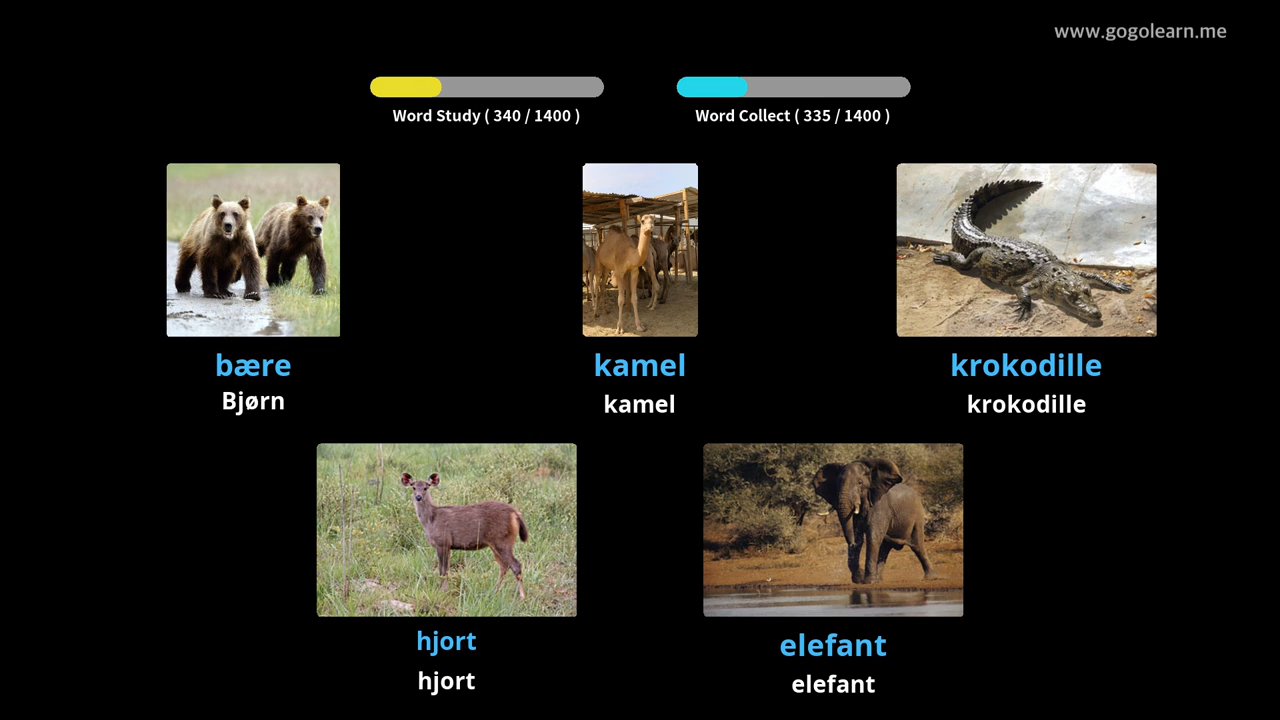 www.gogolearn.me
Word Study ( 340 / 1400 )
Word Collect ( 335 / 1400 )
bære
Bjørn
kamel
kamel
krokodille
krokodille
hjort
hjort
elefant
elefant